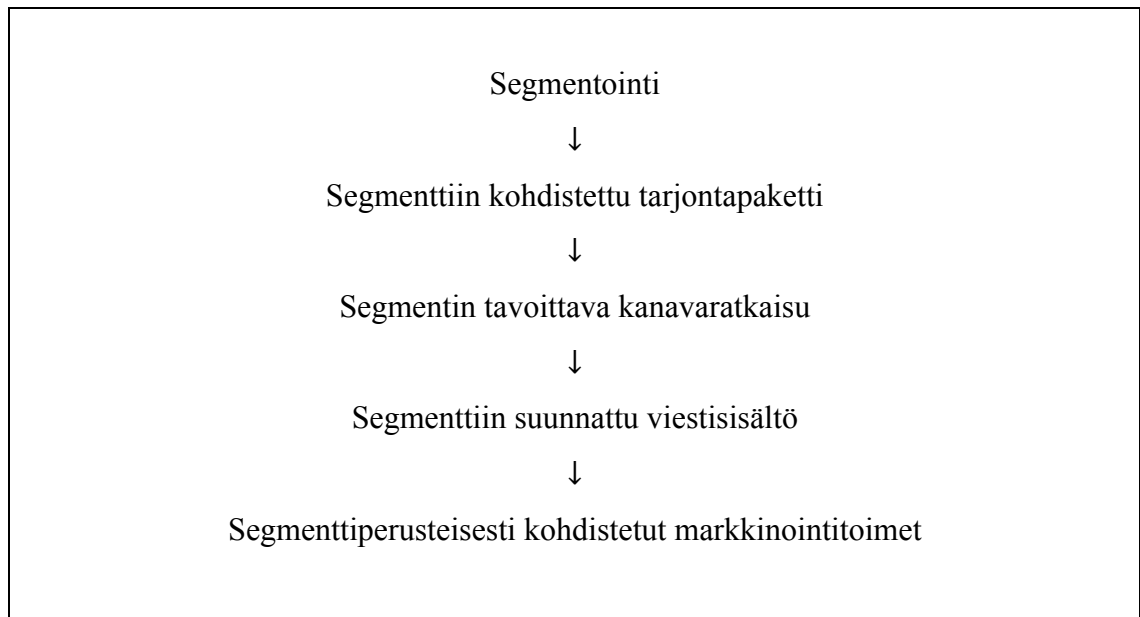 Segmentointi
↓
Segmenttiin kohdistettu tarjontapaketti
↓
Segmentin tavoittava kanavaratkaisu
↓
Segmenttiin suunnattu viestisisältö
↓
Segmenttiperusteisesti kohdistetut markkinointitoimet